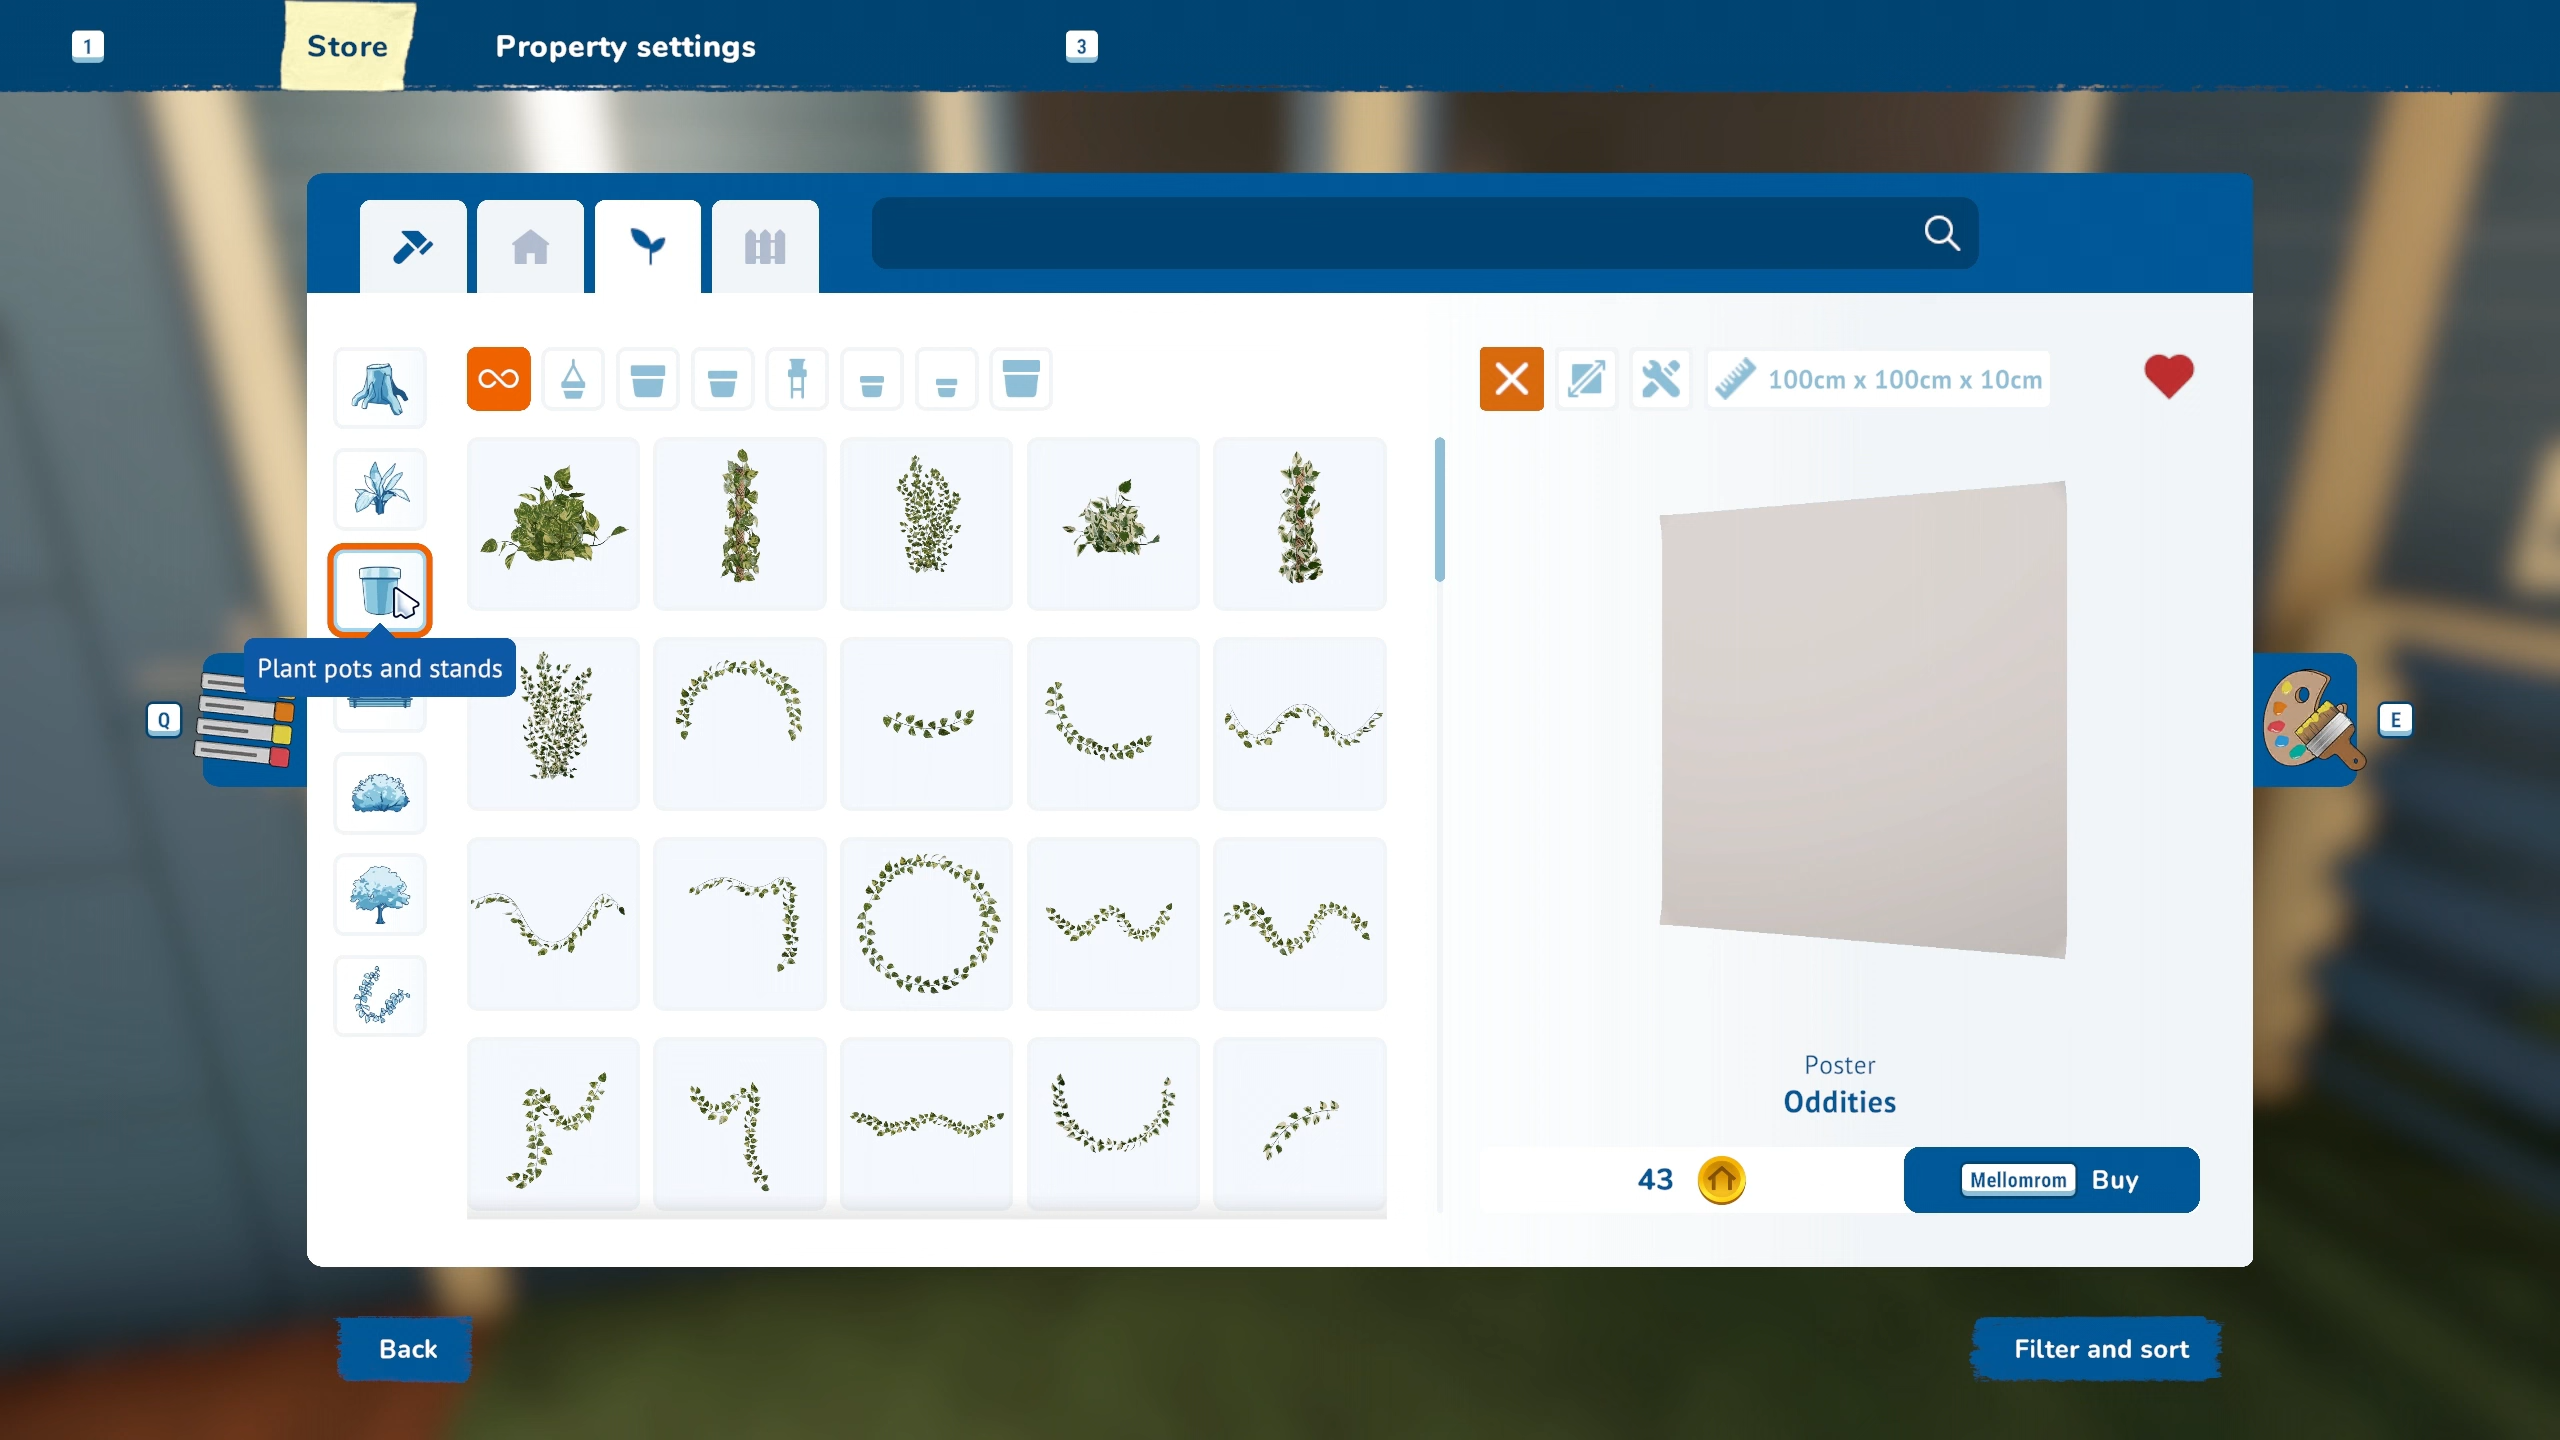 1
Store
Property settings
3
100cm x 100cm x 10cm
Plant pots and stands
Q
E
Poster
Oddities
43
Mellomrom
Buy
Back
Filter and sort